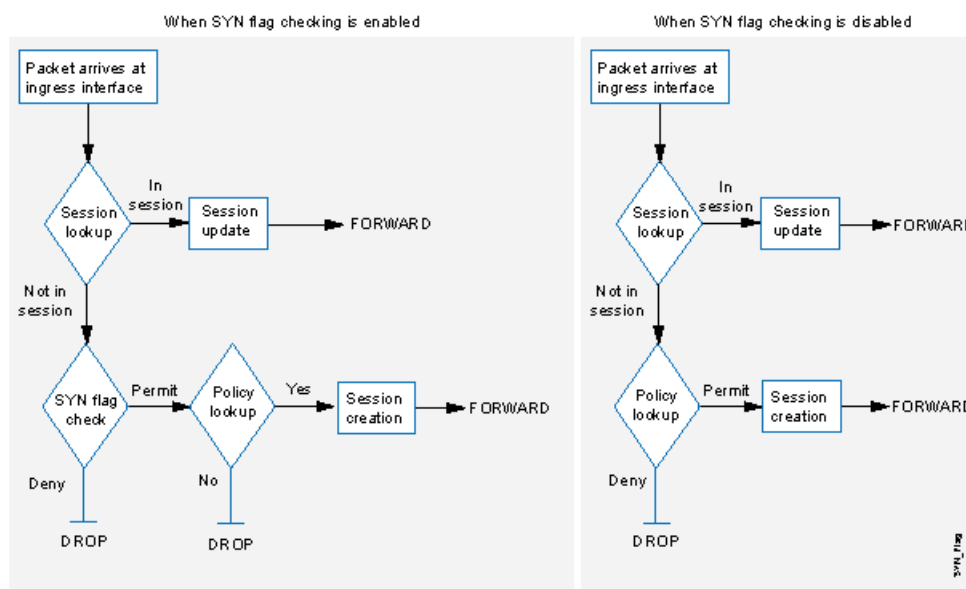 When SYN flag checking is enabled
Packet arrives at
ingress interface
Session
lookup
In
session
Session
update
FORWARD
Not in
session
SYN flag
check
Permit
Policy
lookup
Yes
Session
creation
FORWARD
Deny
DROP
No
DROP
When SYN flag checking is disabled
Packet arrives at
ingress interface
Session
lookup
In
session
Session
update
FORWARD
Not in
session
Policy
lookup
Permit
Session
creation
FORWARD
Deny
DROP